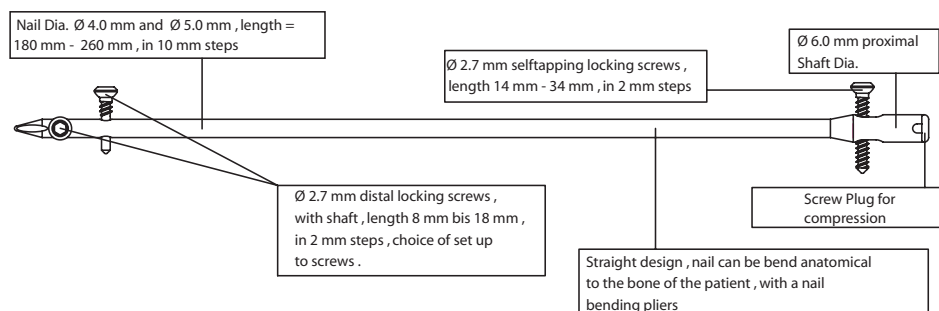 Nail Dia. Ø 4.0 mm and Ø 5.0 mm , length =
180 mm - 260 mm , in 10 mm steps
Ø 2.7 mm selftapping locking screws ,
length 14 mm - 34 mm , in 2 mm steps
Ø 6.0 mm proximal
Shaft Dia.
Ø 2.7 mm distal locking screws ,
with shaft , length 8 mm bis 18 mm ,
in 2 mm steps , choice of set up
to screws .
Screw Plug for
compression
Straight design , nail can be bend anatomical
to the bone of the patient , with a nail
bending pliers